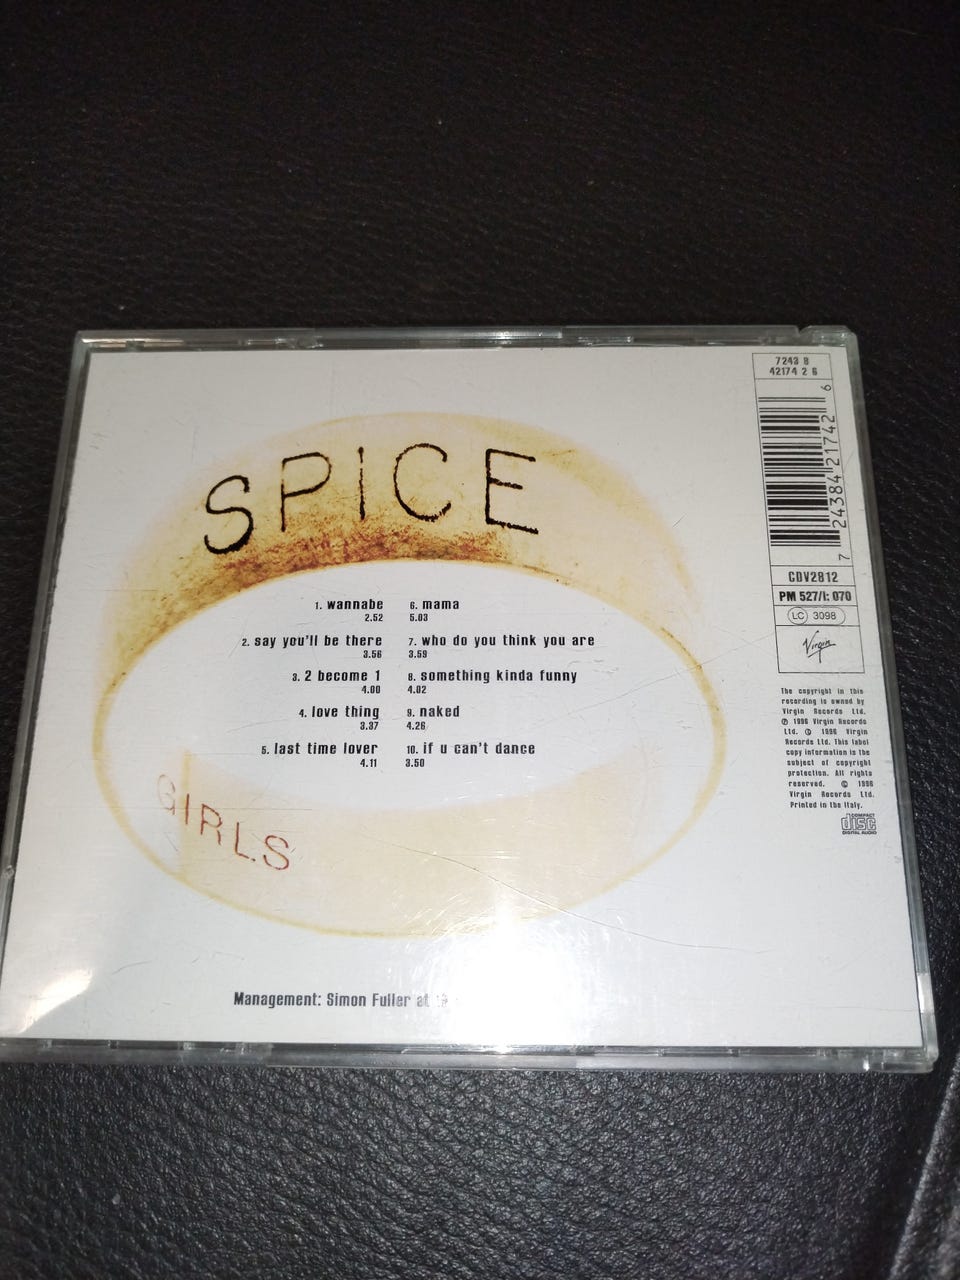 7243 8
42174 2 6
7 24384 21742 6
CDV2812
PM 527/I: 070
LC 3098
Virgin
SPICE
1. wannabe
2.52
2. say you'll be there
3.56
3. 2 become 1
4.00
4. love thing
3.37
5. last time lover
4.11
6. mama
5.03
7. who do you think you are
3.59
8. something kinda funny
4.02
9. naked
4.26
10. if u can't dance
3.50
GIRLS
The copyright in this
recording is owned by
Virgin Records Ltd.
℗ 1996 Virgin Records
Ltd. ℗ 1996 Virgin
Records Ltd. This label
copy information is the
subject of copyright
protection. All rights
reserved. © 1996
Virgin Records Ltd.
Printed in the Italy.
COMPACT
disc
DIGITAL AUDIO
Management: Simon Fuller at 19